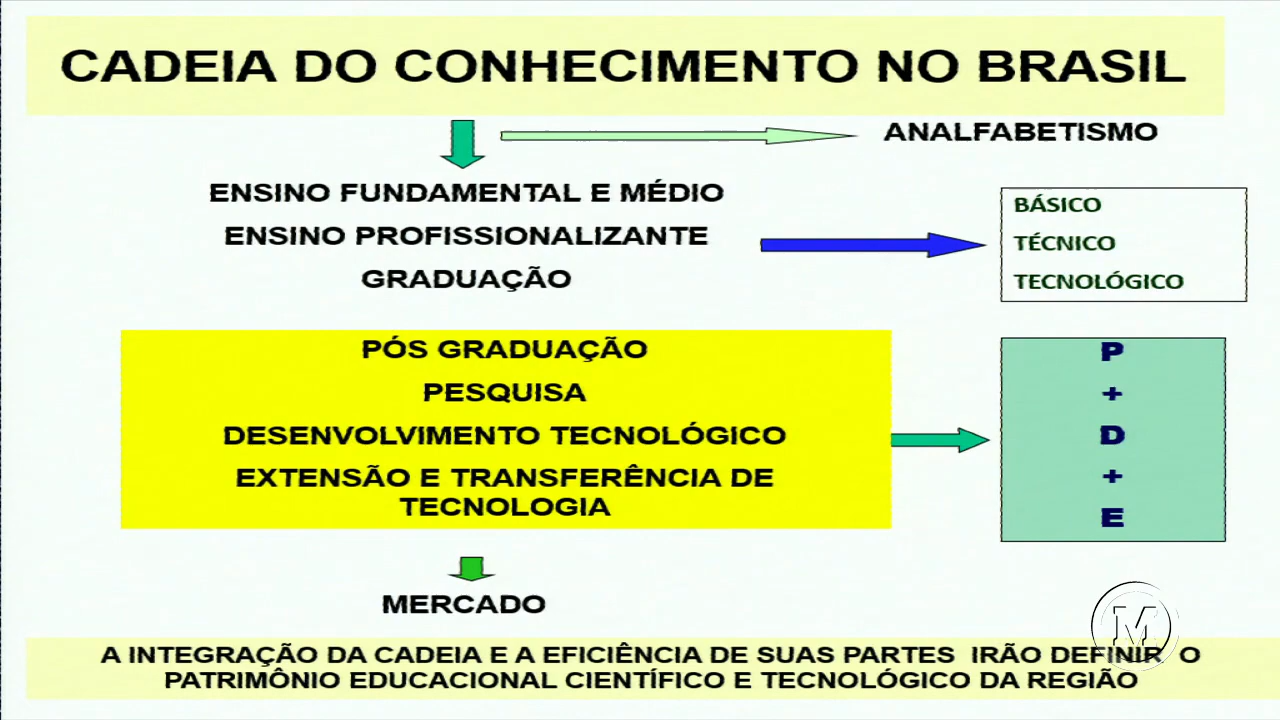 CADEIA DO CONHECIMENTO NO BRASIL
ANALFABETISMO
ENSINO FUNDAMENTAL E MÉDIO
ENSINO PROFISSIONALIZANTE
GRADUAÇÃO
BÁSICO
TÉCNICO
TECNOLÓGICO
PÓS GRADUAÇÃO
PESQUISA
DESENVOLVIMENTO TECNOLÓGICO
EXTENSÃO E TRANSFERÊNCIA DE
TECNOLOGIA
P
+
D
+
E
MERCADO
M
A INTEGRAÇÃO DA CADEIA E A EFICIÊNCIA DE SUAS PARTES IRÃO DEFINIR O
PATRIMÔNIO EDUCACIONAL CIENTÍFICO E TECNOLÓGICO DA REGIÃO